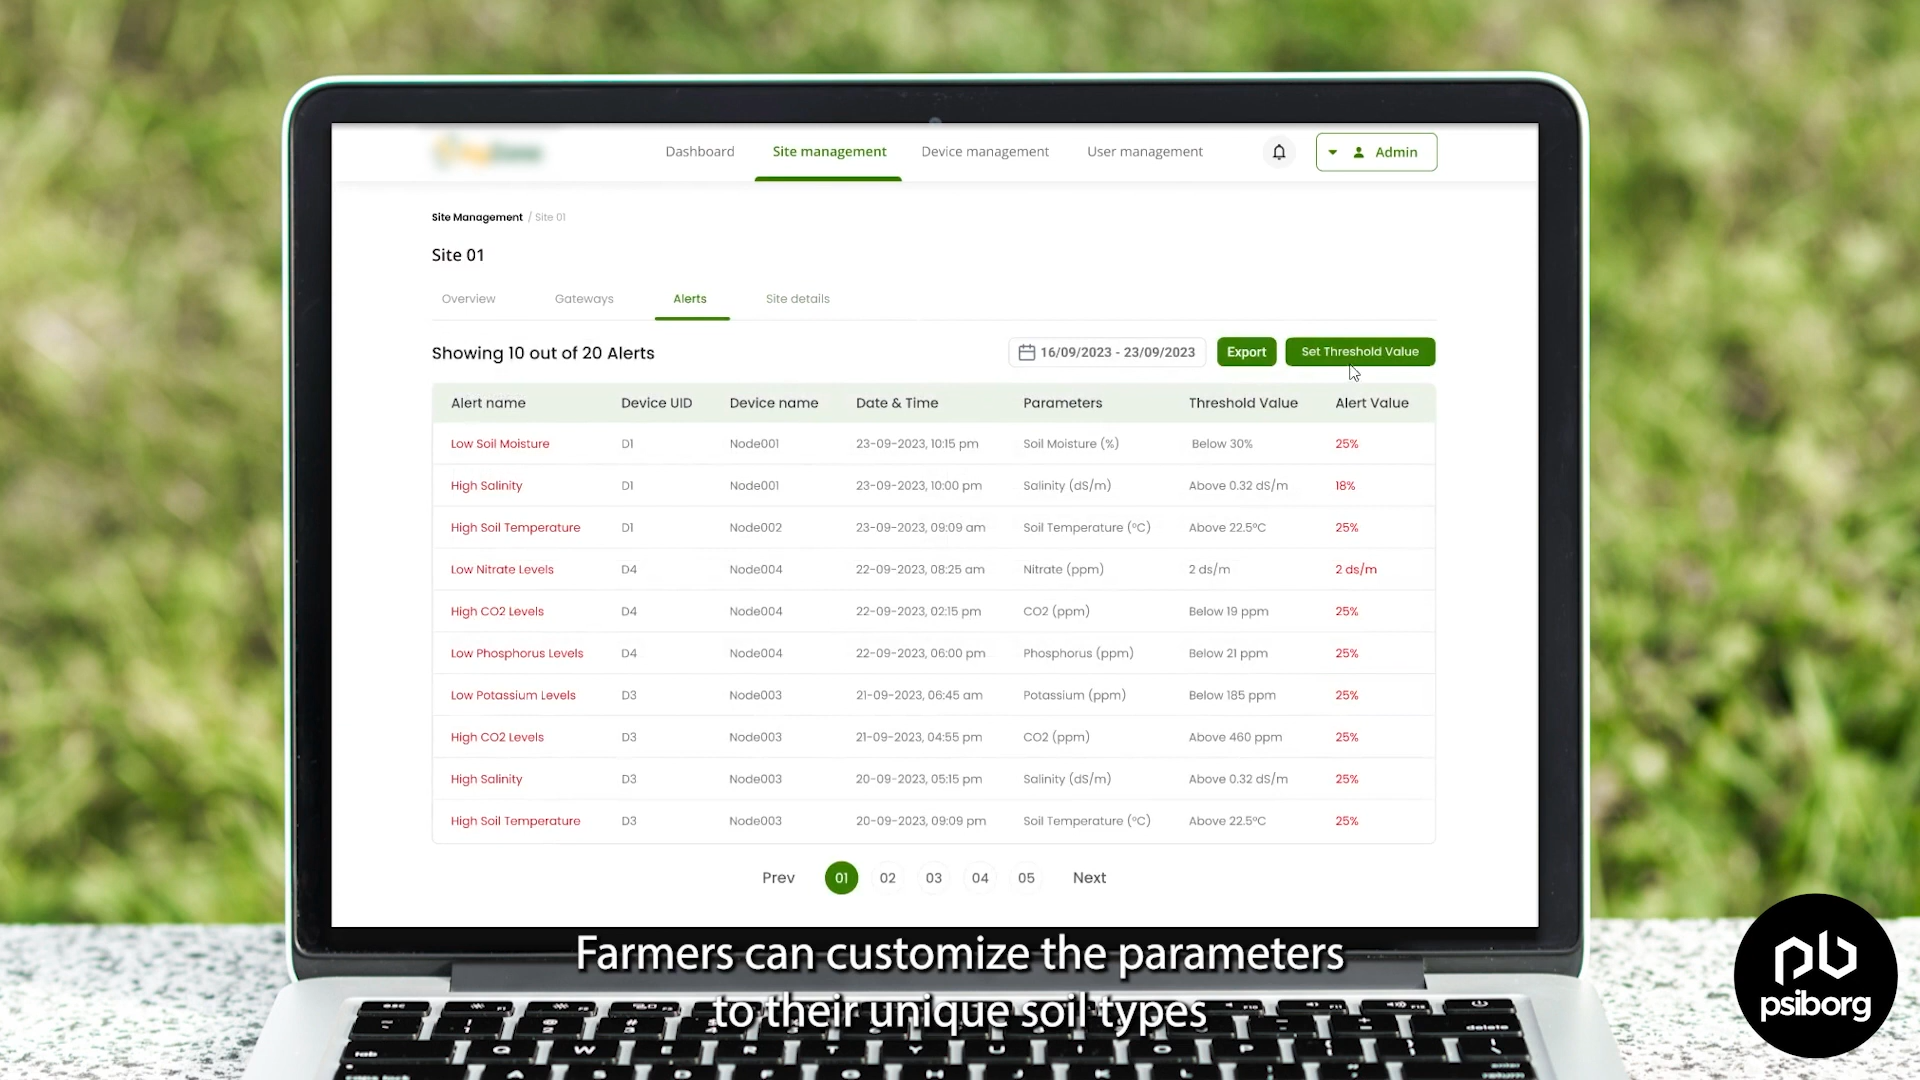 Dashboard Site management Device management User management Admin
Site Management / Site 01
Site 01
Overview Gateways Alerts Site details
Showing 10 out of 20 Alerts 16/09/2023 - 23/09/2023 Export Set Threshold Value
Alert name Device UID Device name Date & Time Parameters Threshold Value Alert Value
Low Soil Moisture D1 Node001 23-09-2023, 10:15 pm Soil Moisture (%) Below 30% 25%
High Salinity D1 Node001 23-09-2023, 10:00 pm Salinity (dS/m) Above 0.32 dS/m 18%
High Soil Temperature D1 Node002 23-09-2023, 09:09 am Soil Temperature (°C) Above 22.5°C 25%
Low Nitrate Levels D4 Node004 22-09-2023, 08:25 am Nitrate (ppm) 2 ds/m 2 ds/m
High CO2 Levels D4 Node004 22-09-2023, 02:15 pm CO2 (ppm) Below 19 ppm 25%
Low Phosphorus Levels D4 Node004 22-09-2023, 06:00 pm Phosphorus (ppm) Below 21 ppm 25%
Low Potassium Levels D3 Node003 21-09-2023, 06:45 am Potassium (ppm) Below 185 ppm 25%
High CO2 Levels D3 Node003 21-09-2023, 04:55 pm CO2 (ppm) Above 460 ppm 25%
High Salinity D3 Node003 20-09-2023, 05:15 pm Salinity (dS/m) Above 0.32 dS/m 25%
High Soil Temperature D3 Node003 20-09-2023, 09:09 pm Soil Temperature (°C) Above 22.5°C 25%
Prev 01 02 03 04 05 Next
Farmers can customize the parameters
to their unique soil types
pb
psiborg
esc
delete
tab Q W E R T Y U I O P
A S D F G H J K L